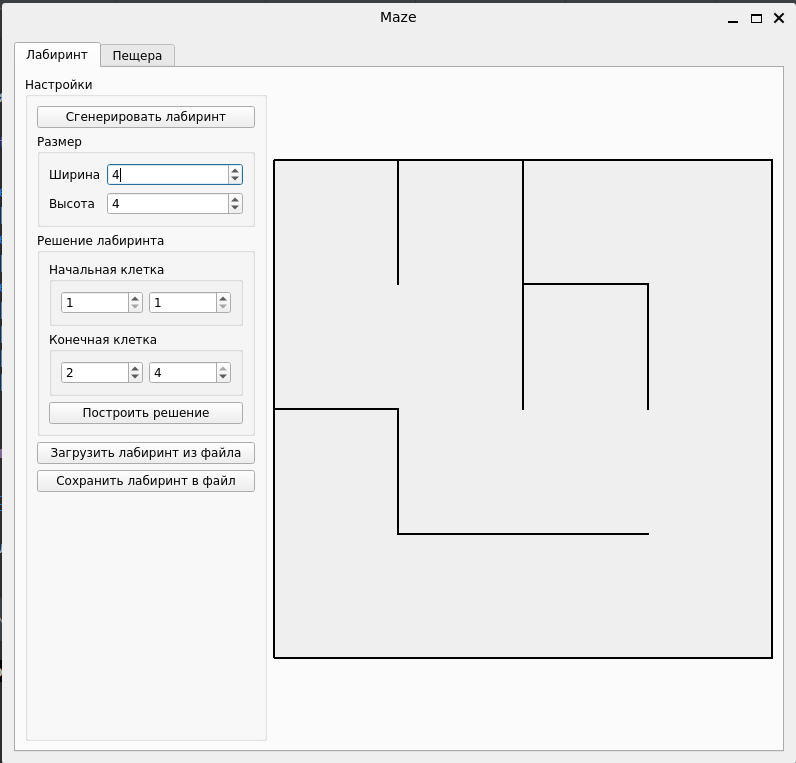 Maze
Лабиринт Пещера
Настройки
Сгенерировать лабиринт
Размер
Ширина 4
Высота 4
Решение лабиринта
Начальная клетка
1 1
Конечная клетка
2 4
Построить решение
Загрузить лабиринт из файла
Сохранить лабиринт в файл